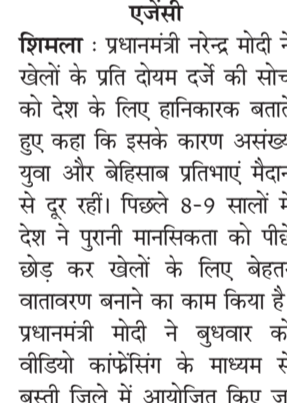 एजेंसी
शिमला : प्रधानमंत्री नरेन्द्र मोदी ने
खेलों के प्रति दोयम दर्जे की सोच
को देश के लिए हानिकारक बताते
हुए कहा कि इसके कारण असंख्य
युवा और बेहिसाब प्रतिभाएं मैदान
से दूर रहीं। पिछले 8-9 सालों में
देश ने पुरानी मानसिकता को पीछे
छोड़ कर खेलों के लिए बेहतर
वातावरण बनाने का काम किया है
प्रधानमंत्री मोदी ने बुधवार को
वीडियो कांफ्रेंसिंग के माध्यम से
बस्ती जिले में आयोजित किए ज